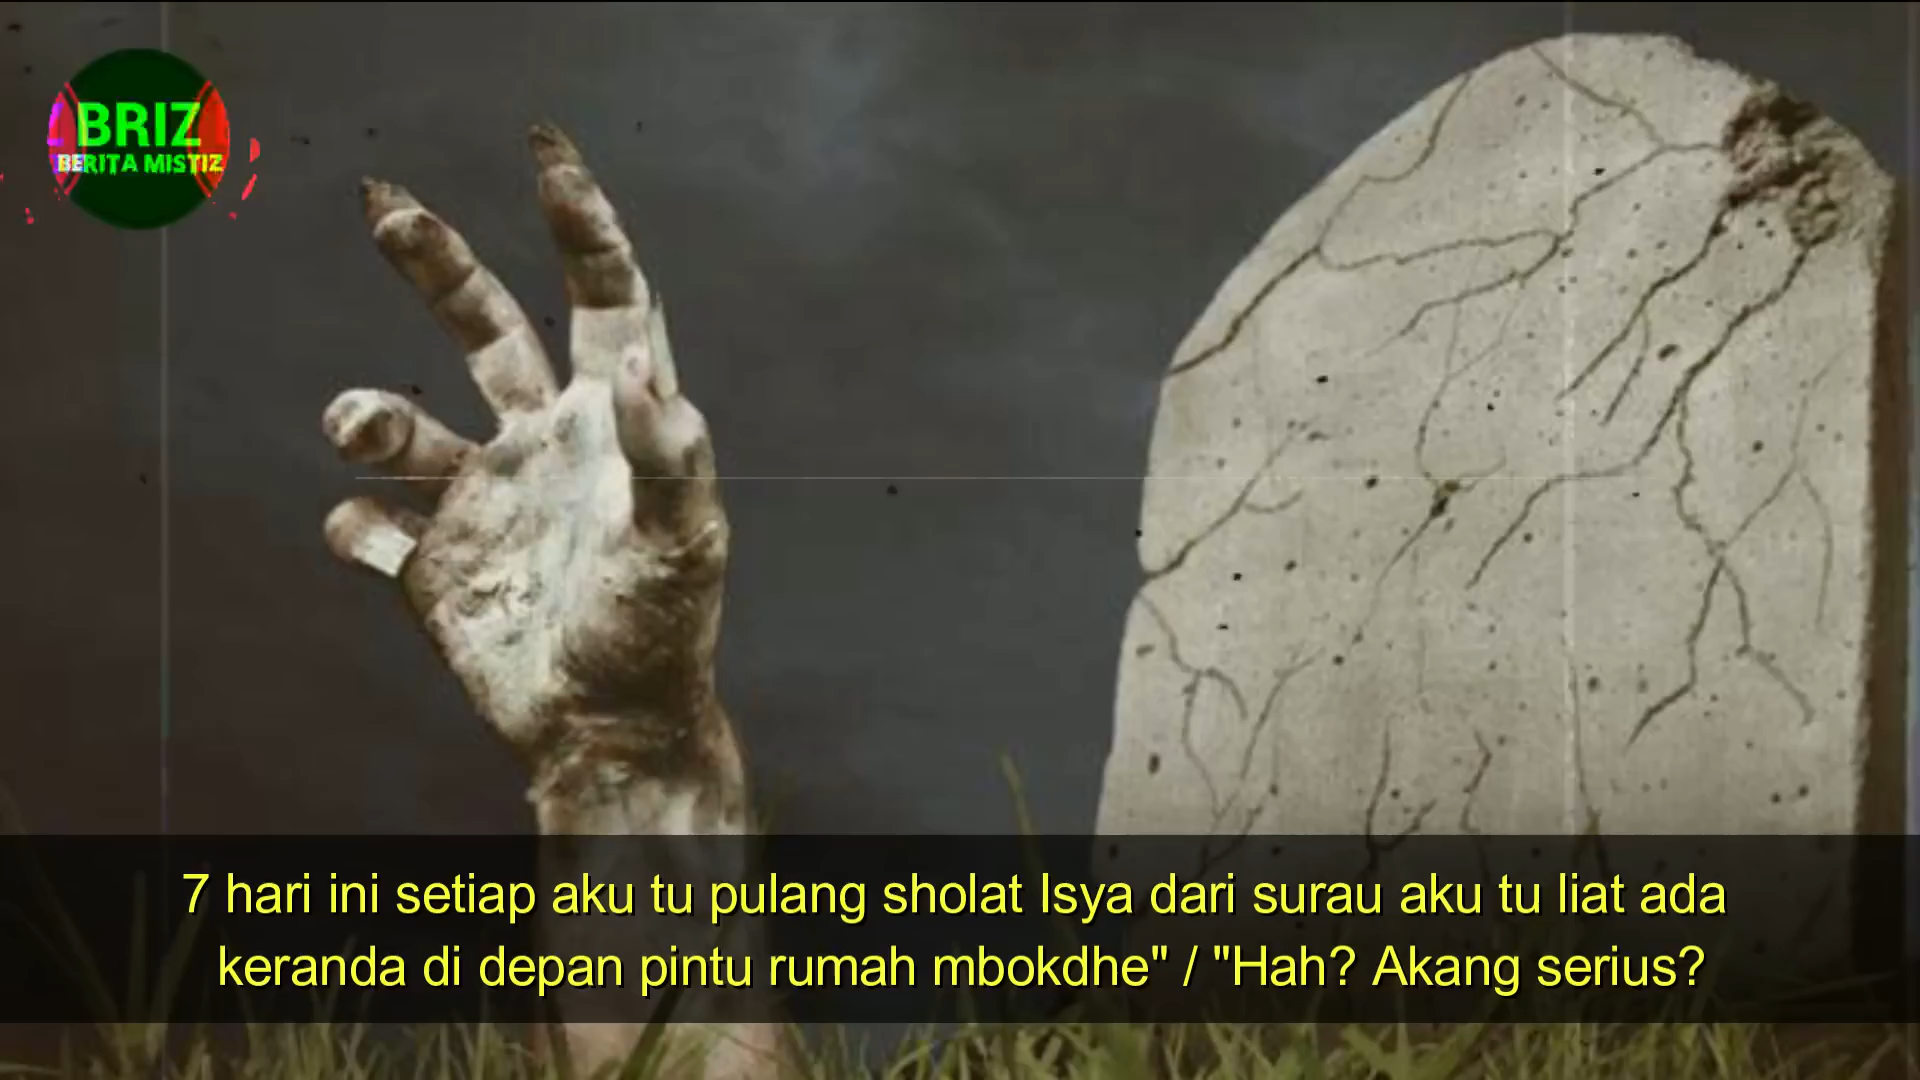 BRIZ
BERITA MISTIZ
7 hari ini setiap aku tu pulang sholat Isya dari surau aku tu liat ada
keranda di depan pintu rumah mbokdhe" / "Hah? Akang serius?